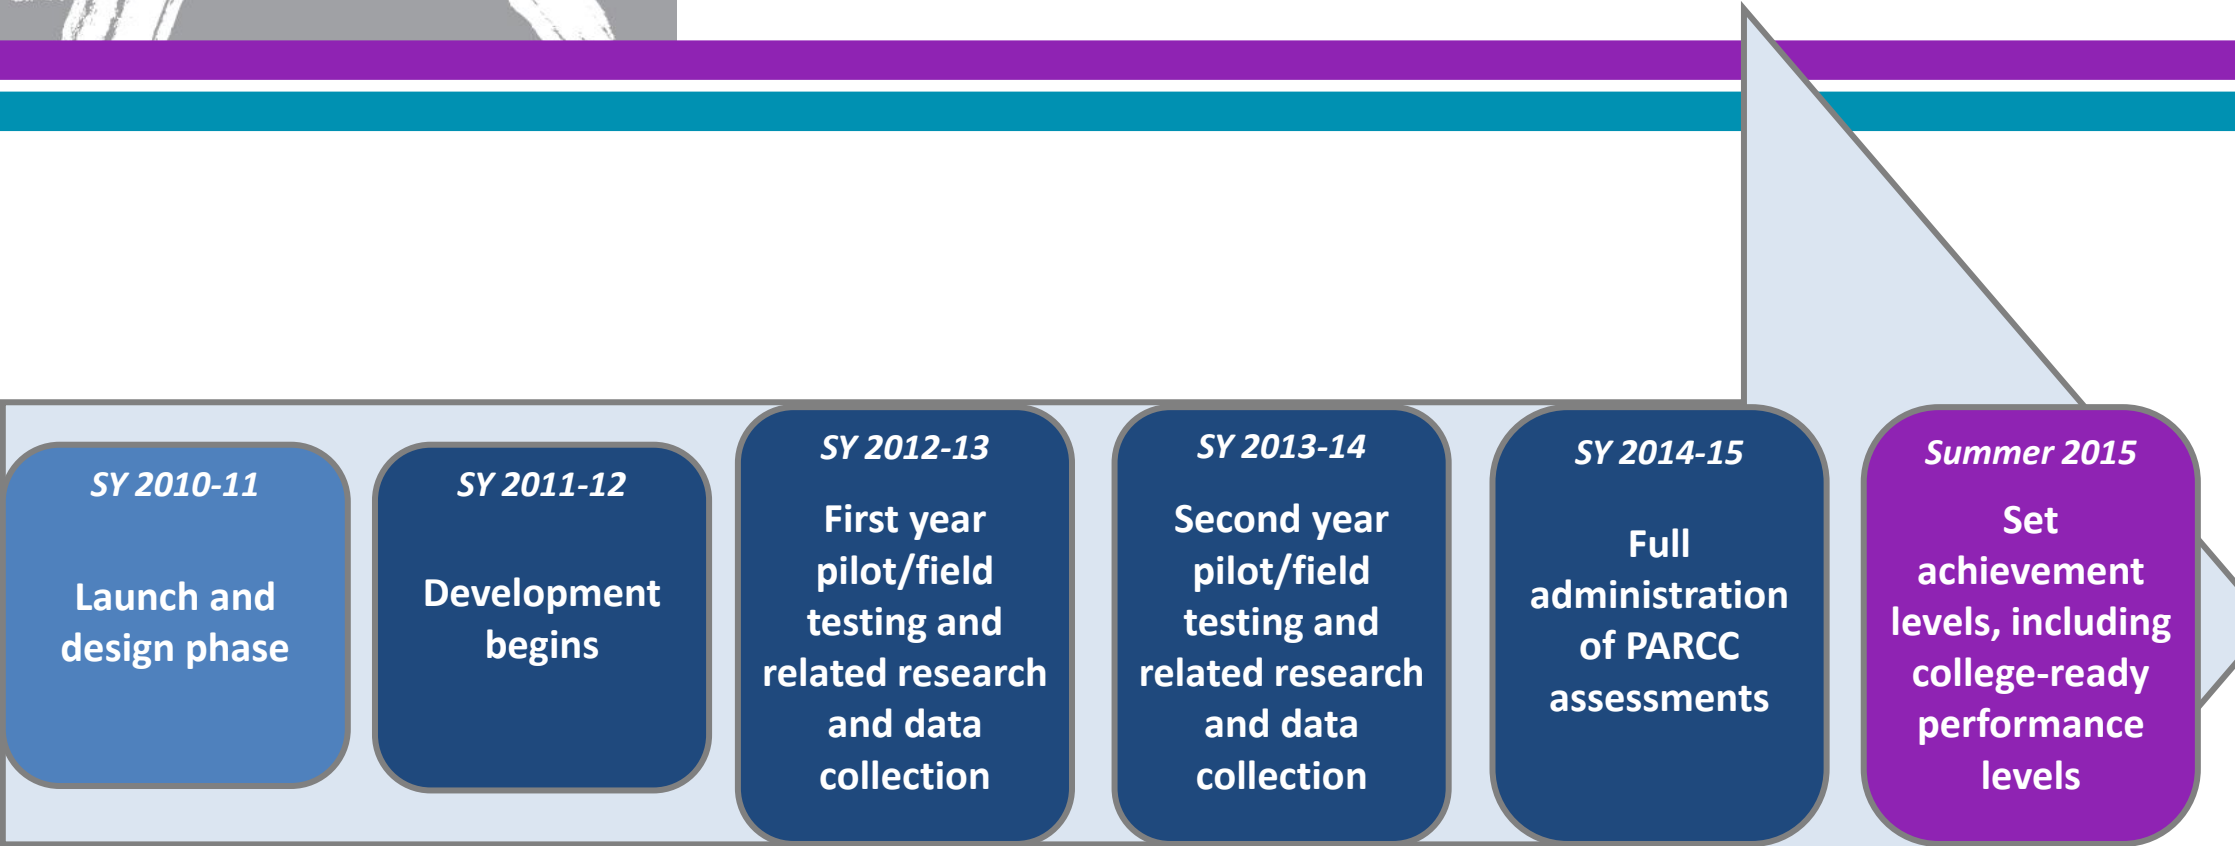 SY 2010-11
Launch and
design phase
SY 2011-12
Development
begins
SY 2012-13
First year
pilot/field
testing and
related research
and data
collection
SY 2013-14
Second year
pilot/field
testing and
related research
and data
collection
SY 2014-15
Full
administration
of PARCC
assessments
Summer 2015
Set
achievement
levels, including
college-ready
performance
levels